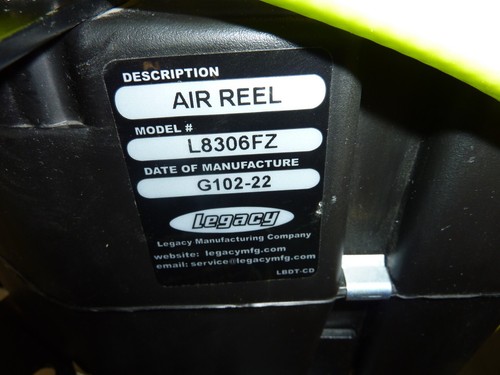 DESCRIPTION
AIR REEL
MODEL #
L8306FZ
DATE OF MANUFACTURE
G102-22
Legacy
Legacy Manufacturing Company
website: legacymfg.com
email: service@legacymfg.com
LBDT-CD